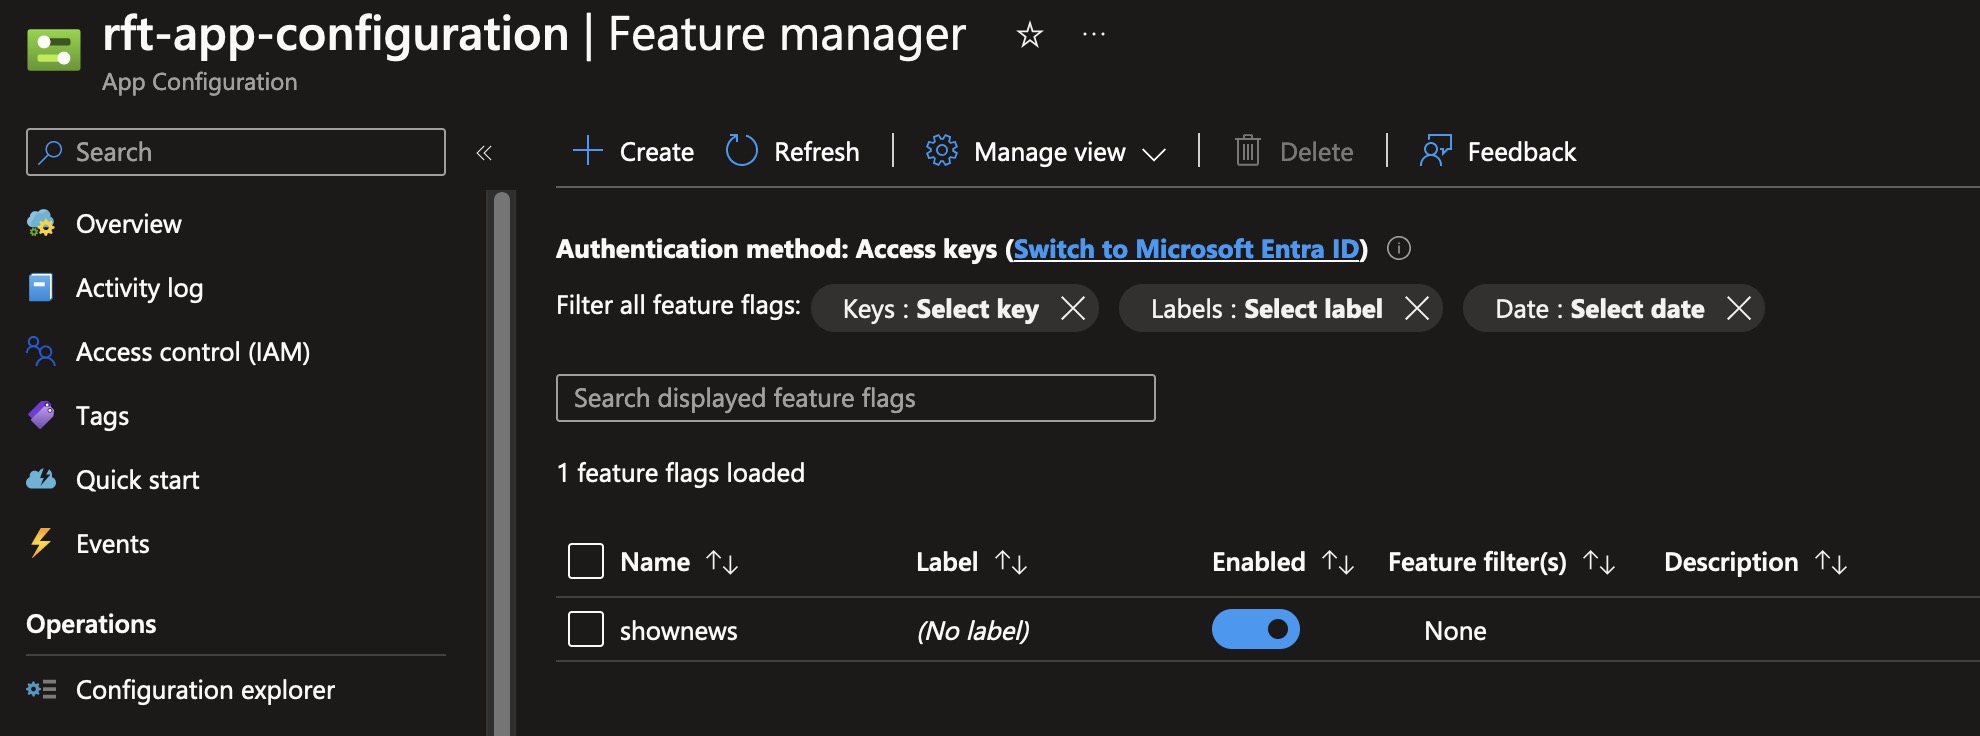 rft-app-configuration | Feature manager
App Configuration
Search
Overview
Activity log
Access control (IAM)
Tags
Quick start
Events
Operations
Configuration explorer
Create Refresh Manage view Delete Feedback
Authentication method: Access keys (Switch to Microsoft Entra ID)
Filter all feature flags: Keys : Select key Labels : Select label Date : Select date
Search displayed feature flags
1 feature flags loaded
Name Label Enabled Feature filter(s) Description
shownews (No label) None